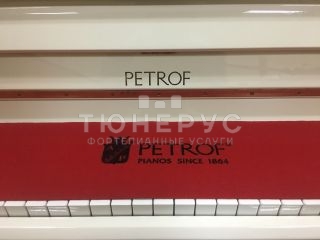 PETROF
ТЮНЕРУС
ФОРТЕПИАННЫЕ УСЛУГИ
PETROF
PIANOS SINCE 1864